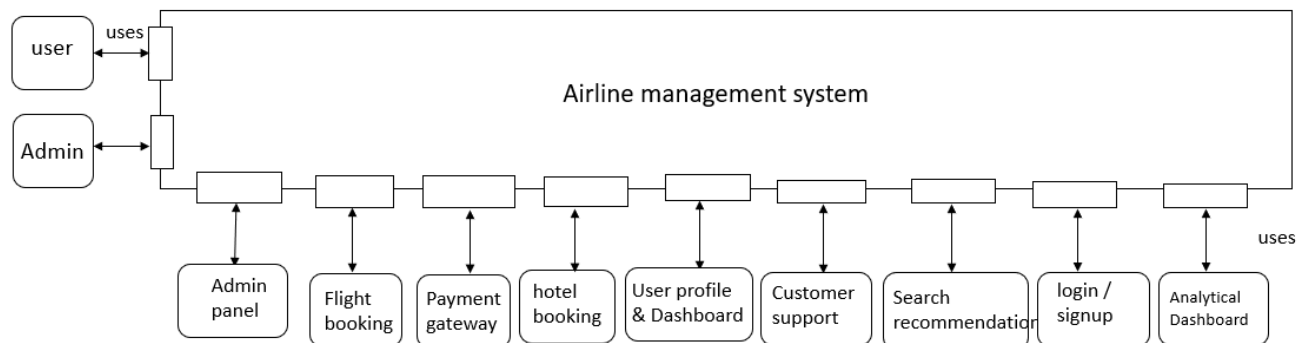 user
uses
Airline management system
Admin
uses
Admin
panel
Flight
booking
Payment
gateway
hotel
booking
User profile
& Dashboard
Customer
support
Search
recommendation
login /
signup
Analytical
Dashboard